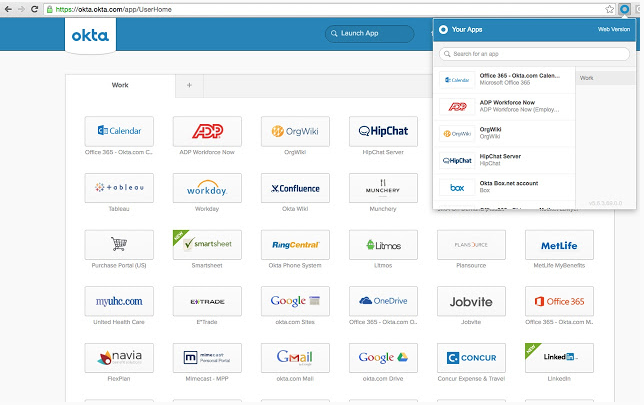 https://okta.okta.com/app/UserHome
okta
Launch App
Your Apps
Web Version
Search for an app
Work
Calendar
Office 365 - Okta.com Calen...
Microsoft Office 365
ADP
ADP Workforce Now
ADP Workforce Now (Employ...
OrgWiki
OrgWiki
OrgWiki
HipChat
HipChat Server
HipChat
box
Okta Box.net account
Box
Work
+
Calendar
ADP
OrgWiki
HipChat
Office 365 - Okta.com C...
ADP Workforce Now
OrgWiki
HipChat Server
tableau
workday.
Confluence
MUNCHERY
Tableau
Workday
Okta Wiki
Munchery
NEW
smartsheet
RingCentral
Litmos
PLANSOURCE
MetLife
Purchase Portal (US)
Smartsheet
Okta Phone System
Litmos
Plansource
MetLife MyBenefits
myuhc.com
E*TRADE
Google
OneDrive
Jobvite
Office 365
United Health Care
E*Trade
okta.com Sites
Office 365 - Okta.com O...
Jobvite
Office 365 - Okta.com M...
navia
mimecast
Personal Portal
Gmail
Google
CONCUR
NEW
LinkedIn
FlexPlan
Mimecast - MPP
okta.com Mail
okta.com Drive
Concur Expense & Travel
LinkedIn